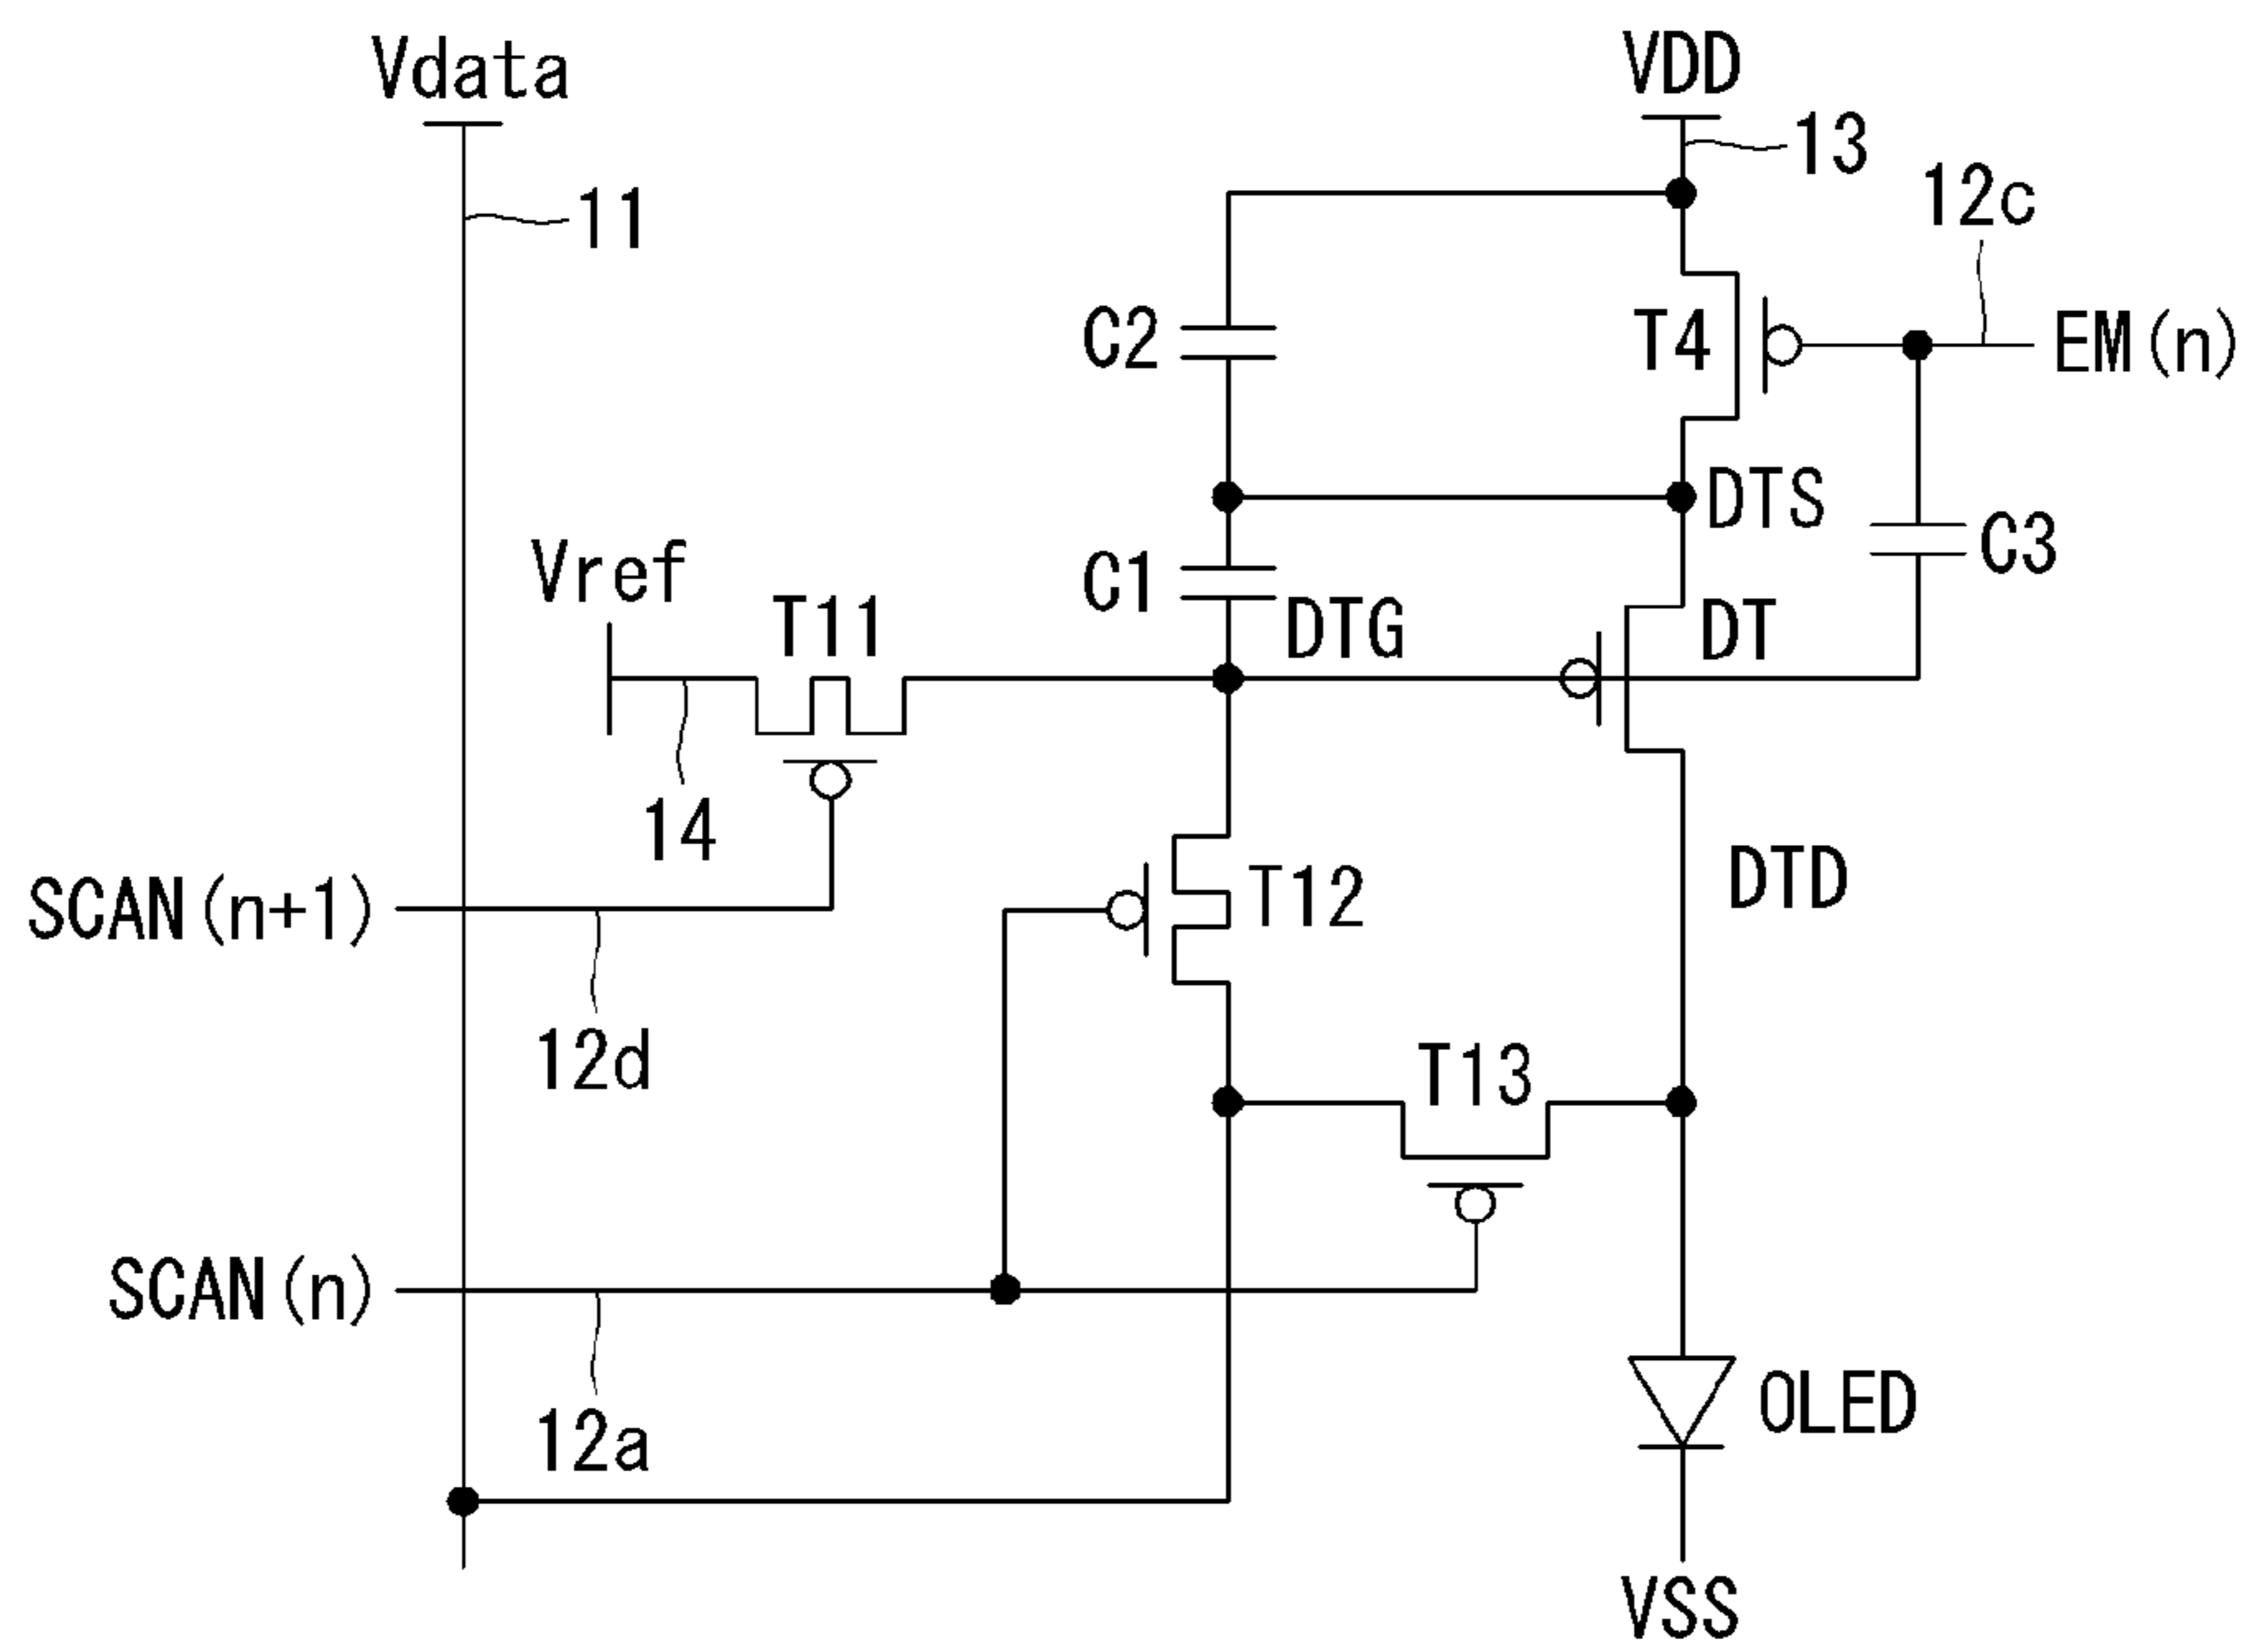 Vdata
VDD
13
11
12c
C2
T4
EM(n)
DTS
C3
Vref
T11
C1
DTG
DT
14
T12
DTD
SCAN(n+1)
12d
T13
SCAN(n)
12a
OLED
VSS